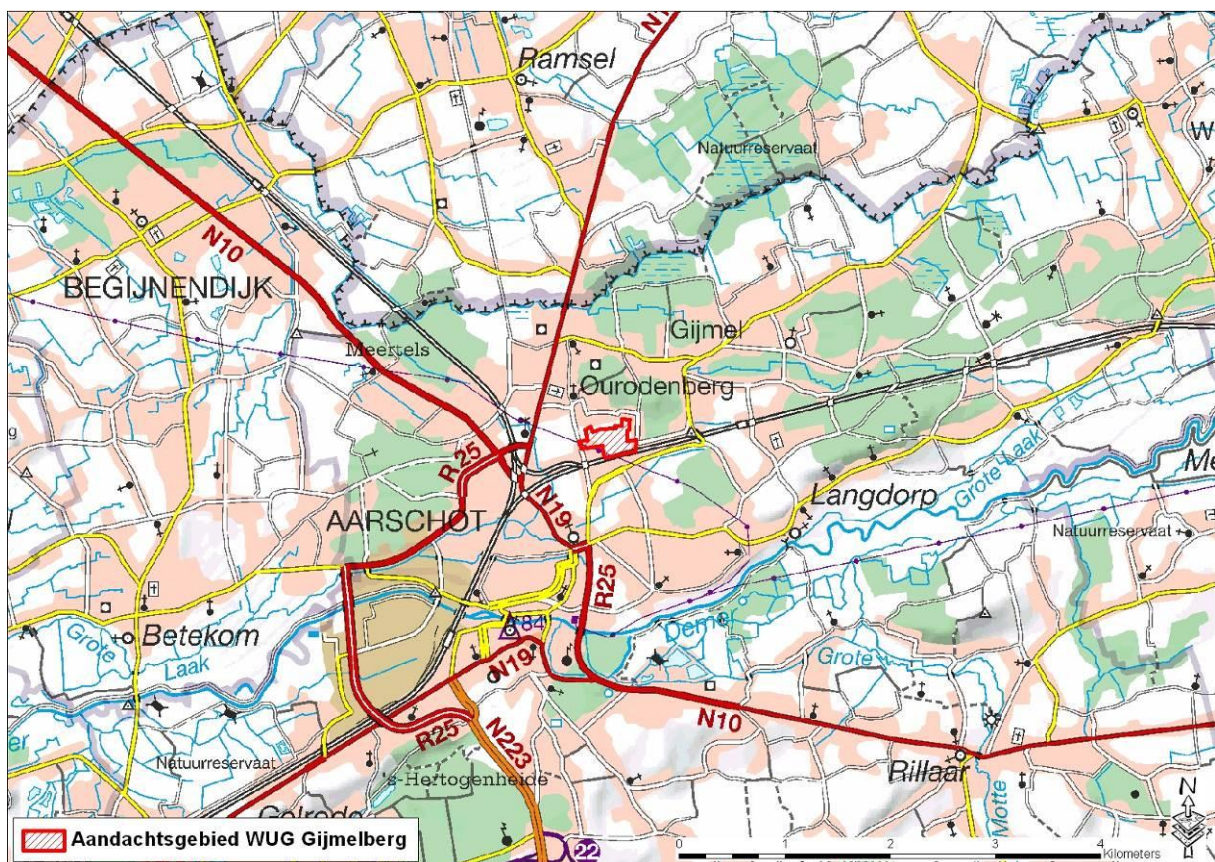 Ramsel
N10
Natuurreservaat
BEGIJNENDIJK
Gijmel
Meertels
Ourodenberg
R25
N19
AARSCHOT
Langdorp
Grote Laak
Natuurreservaat
R25
84
Betekom
Grote
Laak
Demer
Grote
N19
N10
R25
N223
Natuurreservaat
's-Hertogenheide
Rillaar
Motte
Gelrode
N
Aandachtsgebied WUG Gijmelberg
22
0 1 2 3 4
Kilometers